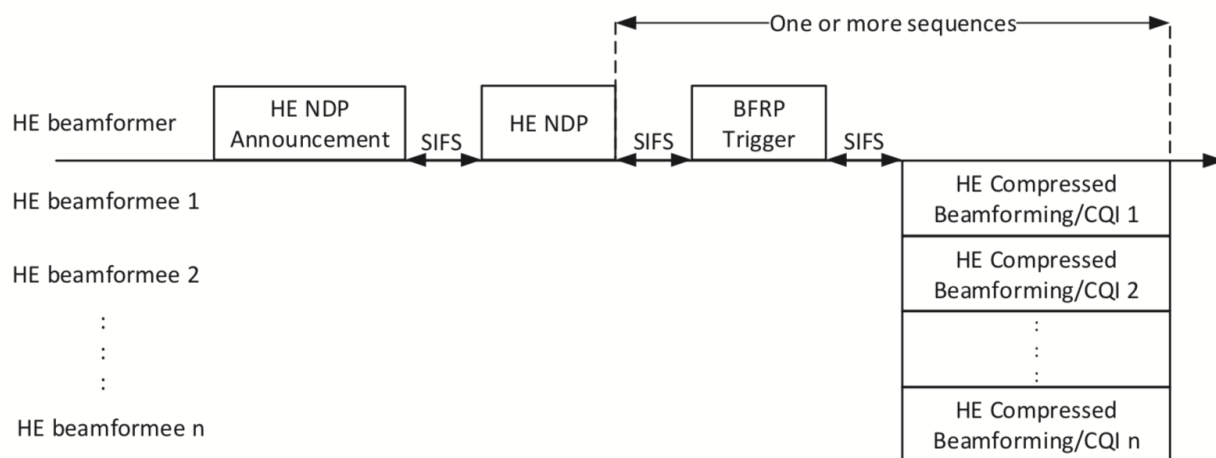 One or more sequences
HE beamformer
HE NDP
Announcement
SIFS
HE NDP
SIFS
BFRP
Trigger
SIFS
HE beamformee 1
HE Compressed
Beamforming/CQI 1
HE beamformee 2
HE Compressed
Beamforming/CQI 2
:
:
:
:
:
:
HE beamformee n
HE Compressed
Beamforming/CQI n